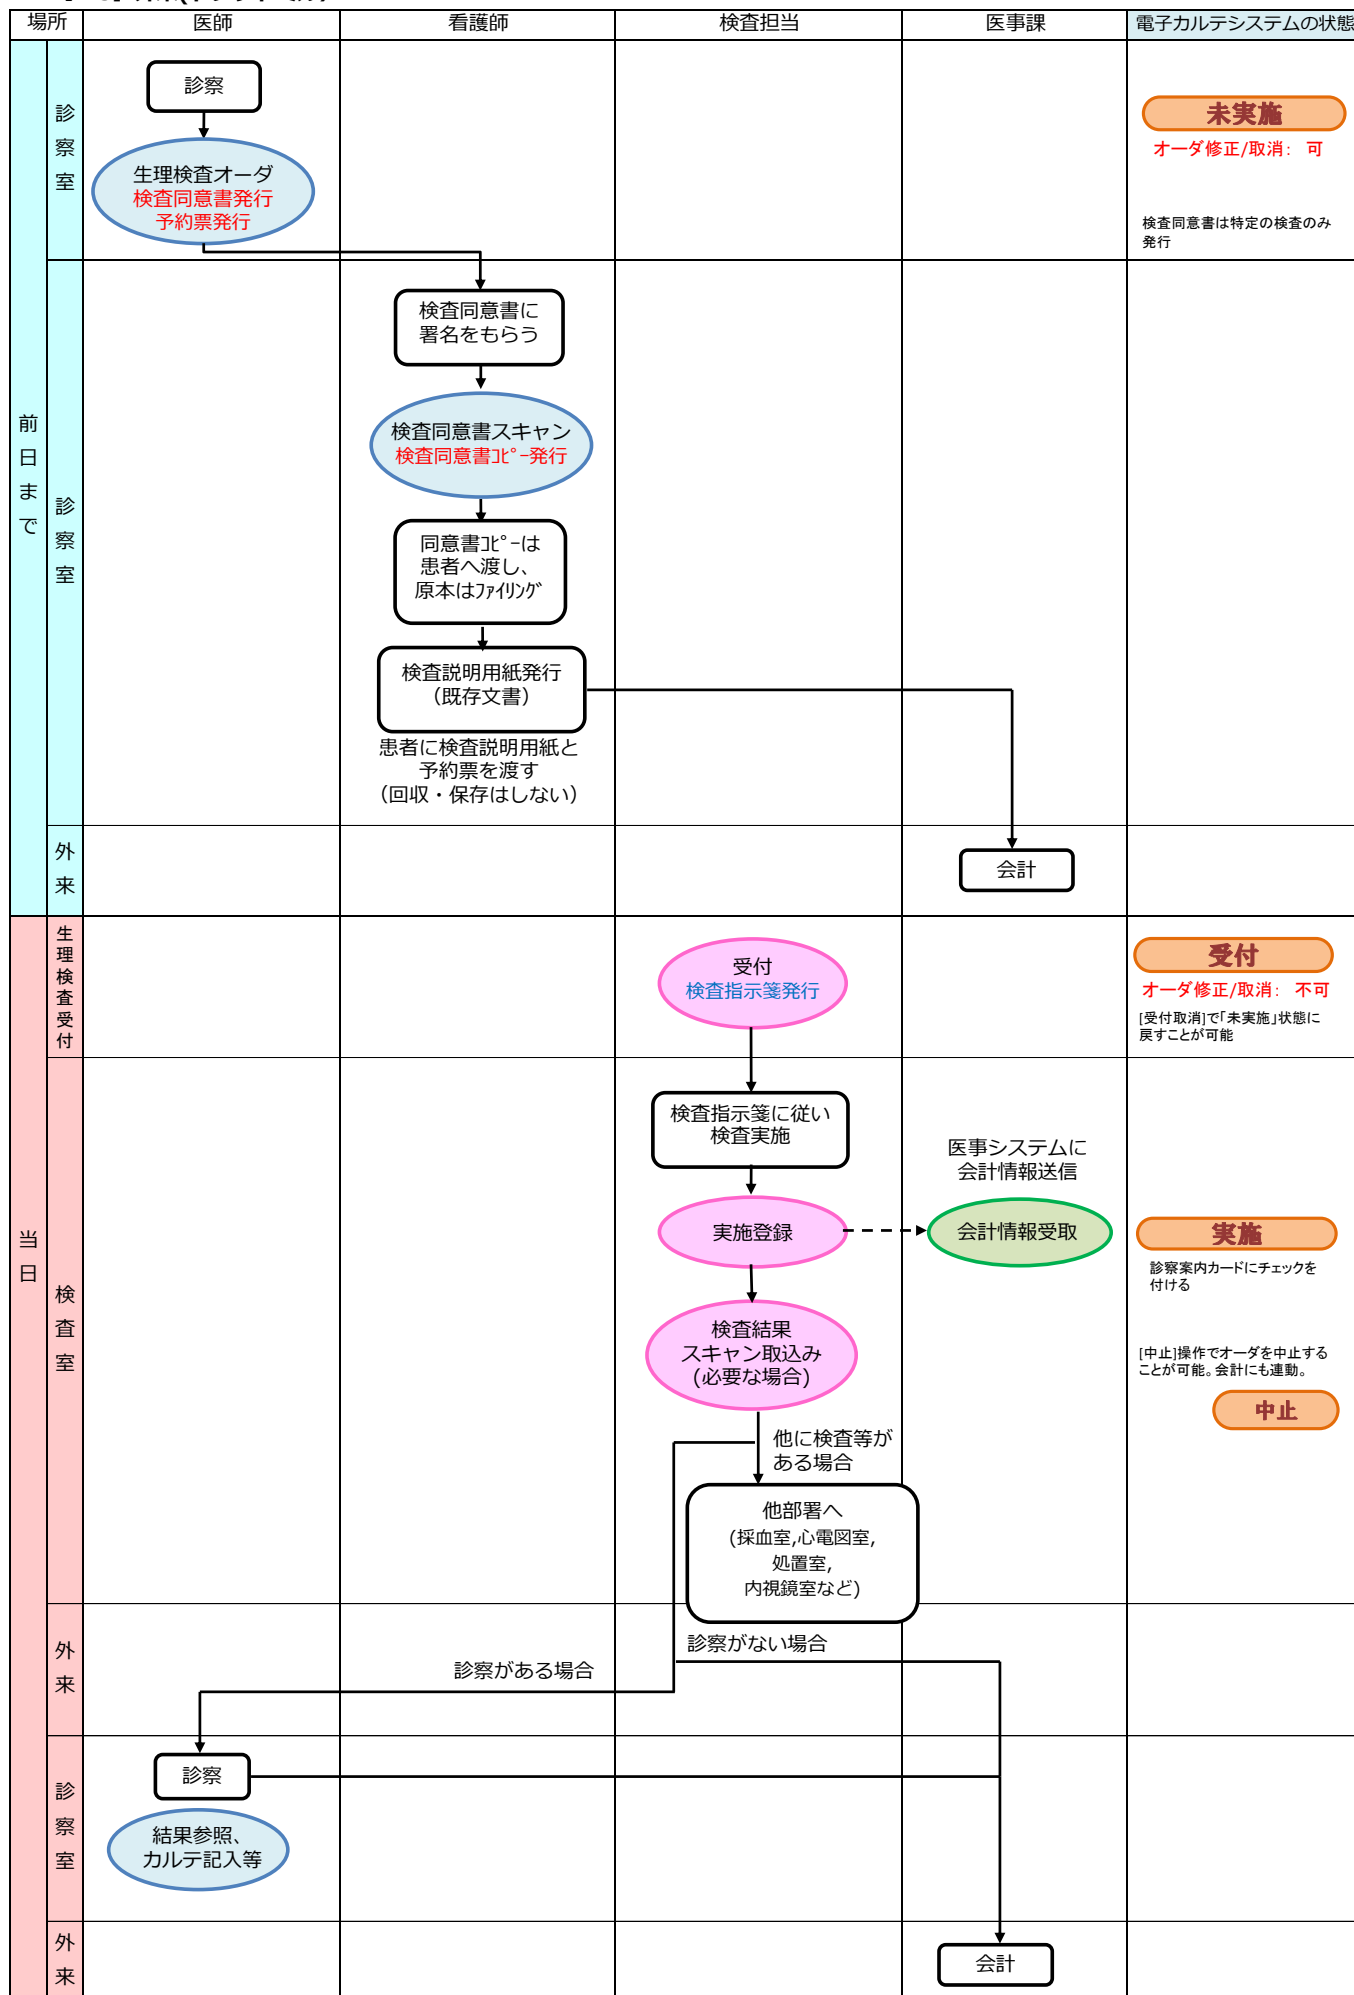 場所
医師
看護師
検査担当
医事課
電子カルテシステムの状態
前日まで
診察室
診察
生理検査オーダ
検査同意書発行
予約票発行
未実施
オーダ修正/取消： 可
検査同意書は特定の検査のみ
発行
診察室
検査同意書に
署名をもらう
検査同意書スキャン
検査同意書ｺﾋﾟｰ発行
同意書ｺﾋﾟｰは
患者へ渡し、
原本はﾌｧｲﾘﾝｸﾞ
検査説明用紙発行
（既存文書）
患者に検査説明用紙と
予約票を渡す
（回収・保存はしない）
外来
会計
当日
生理検査受付
受付
検査指示箋発行
受付
オーダ修正/取消： 不可
[受付取消]で「未実施」状態に
戻すことが可能
検査室
検査指示箋に従い
検査実施
医事システムに
会計情報送信
実施登録
会計情報受取
実施
診察案内カードにチェックを
付ける
検査結果
スキャン取込み
(必要な場合)
[中止]操作でオーダを中止する
ことが可能。会計にも連動。
中止
他に検査等が
ある場合
他部署へ
(採血室,心電図室,
処置室,
内視鏡室など)
外来
診察がない場合
診察がある場合
診察室
診察
結果参照、
カルテ記入等
外来
会計